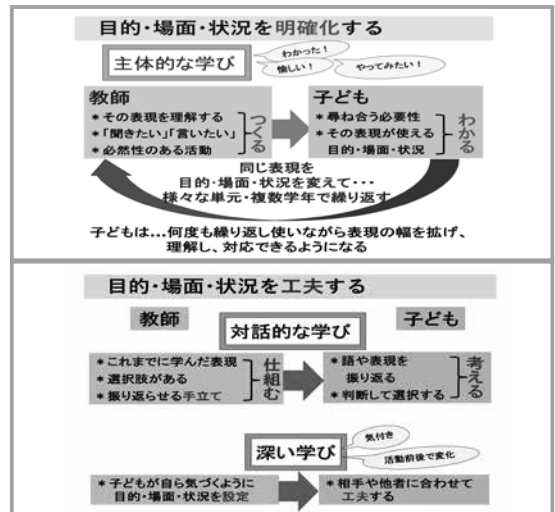 目的・場面・状況を明確化する
主体的な学び
わかった！
愉しい！
やってみたい！
教師
＊その表現を理解する
＊「聞きたい」「言いたい」
＊必然性のある活動
つくる
子ども
＊尋ね合う必要性
＊その表現が使える
目的・場面・状況
わかる
同じ表現を
目的・場面・状況を変えて・・・
様々な単元・複数学年で繰り返す
子どもは…何度も繰り返し使いながら表現の幅を拡げ、
理解し、対応できるようになる
目的・場面・状況を工夫する
教師
対話的な学び
子ども
＊これまでに学んだ表現
＊選択肢がある
＊振り返らせる手立て
仕組む
＊語や表現を
振り返る
＊判断して選択する
考える
深い学び
気付き
活動前後で変化
＊子どもが自ら気づくように
目的・場面・状況を設定
＊相手や他者に合わせて
工夫する